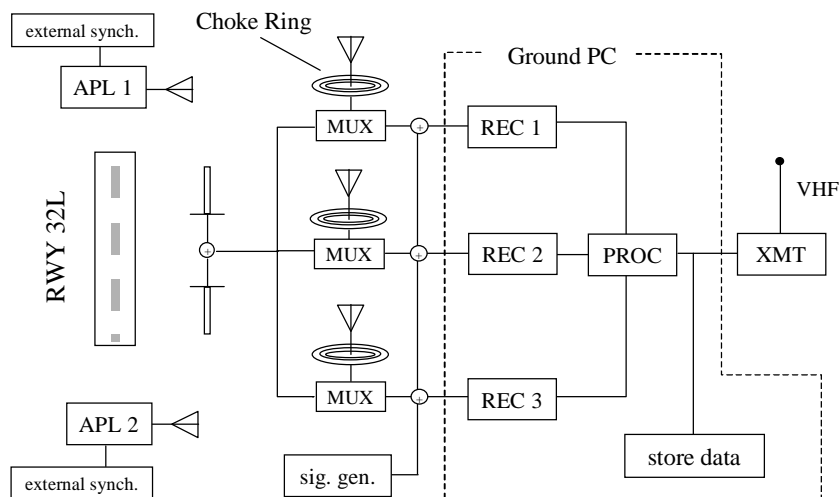 external synch.
Choke Ring
Ground PC
APL 1
MUX
+
REC 1
RWY 32L
VHF
+
MUX
+
REC 2
PROC
XMT
MUX
+
REC 3
APL 2
external synch.
sig. gen.
store data